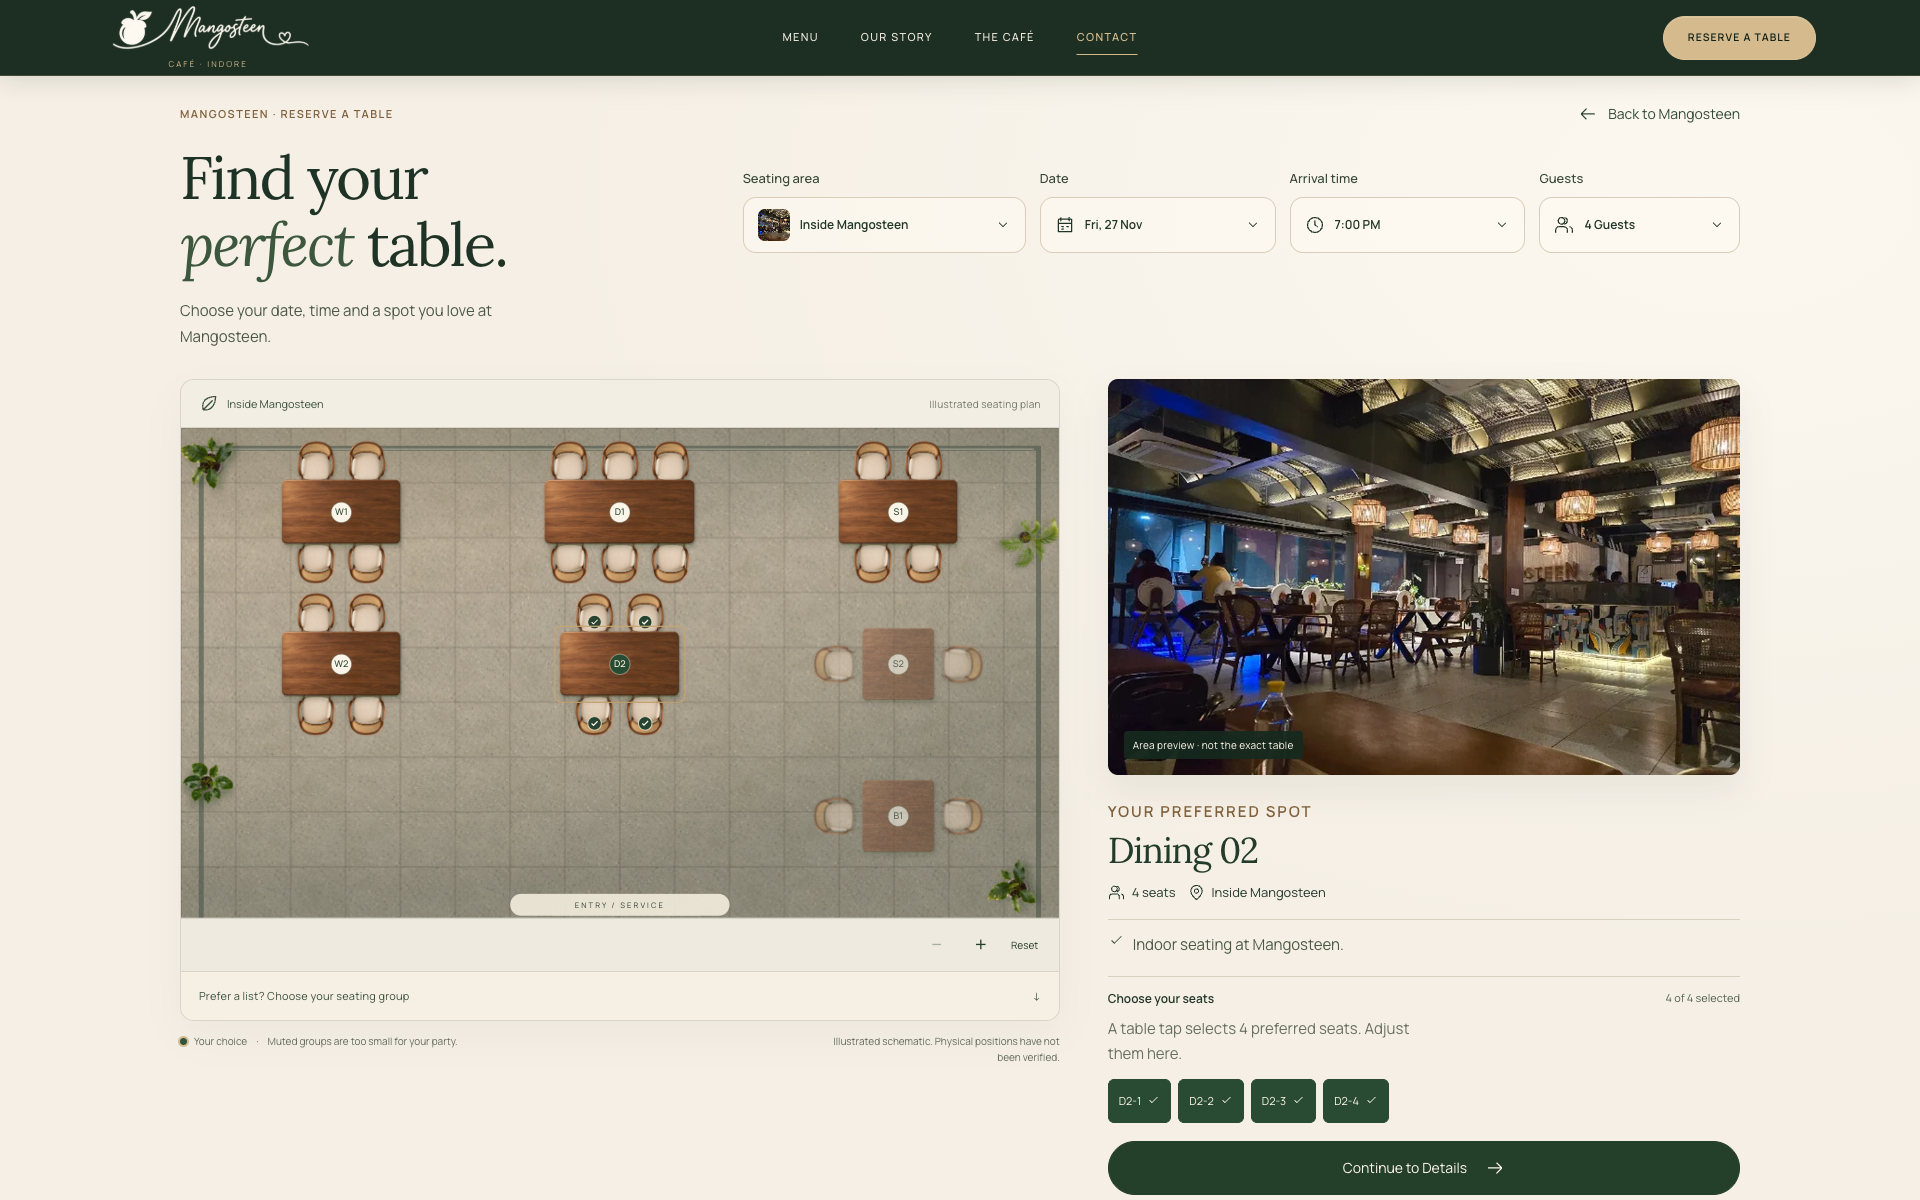 Mangosteen
CAFÉ · INDORE
MENU
OUR STORY
THE CAFÉ
CONTACT
RESERVE A TABLE
MANGOSTEEN · RESERVE A TABLE
Back to Mangosteen
Find your
perfect table.
Choose your date, time and a spot you love at
Mangosteen.
Seating area
Inside Mangosteen
Date
Fri, 27 Nov
Arrival time
7:00 PM
Guests
4 Guests
Inside Mangosteen
Illustrated seating plan
W1
D1
S1
W2
D2
S2
B1
ENTRY / SERVICE
Reset
Prefer a list? Choose your seating group
Your choice · Muted groups are too small for your party.
Illustrated schematic. Physical positions have not
been verified.
Area preview · not the exact table
YOUR PREFERRED SPOT
Dining 02
4 seats
Inside Mangosteen
Indoor seating at Mangosteen.
Choose your seats
4 of 4 selected
A table tap selects 4 preferred seats. Adjust
them here.
D2-1
D2-2
D2-3
D2-4
Continue to Details